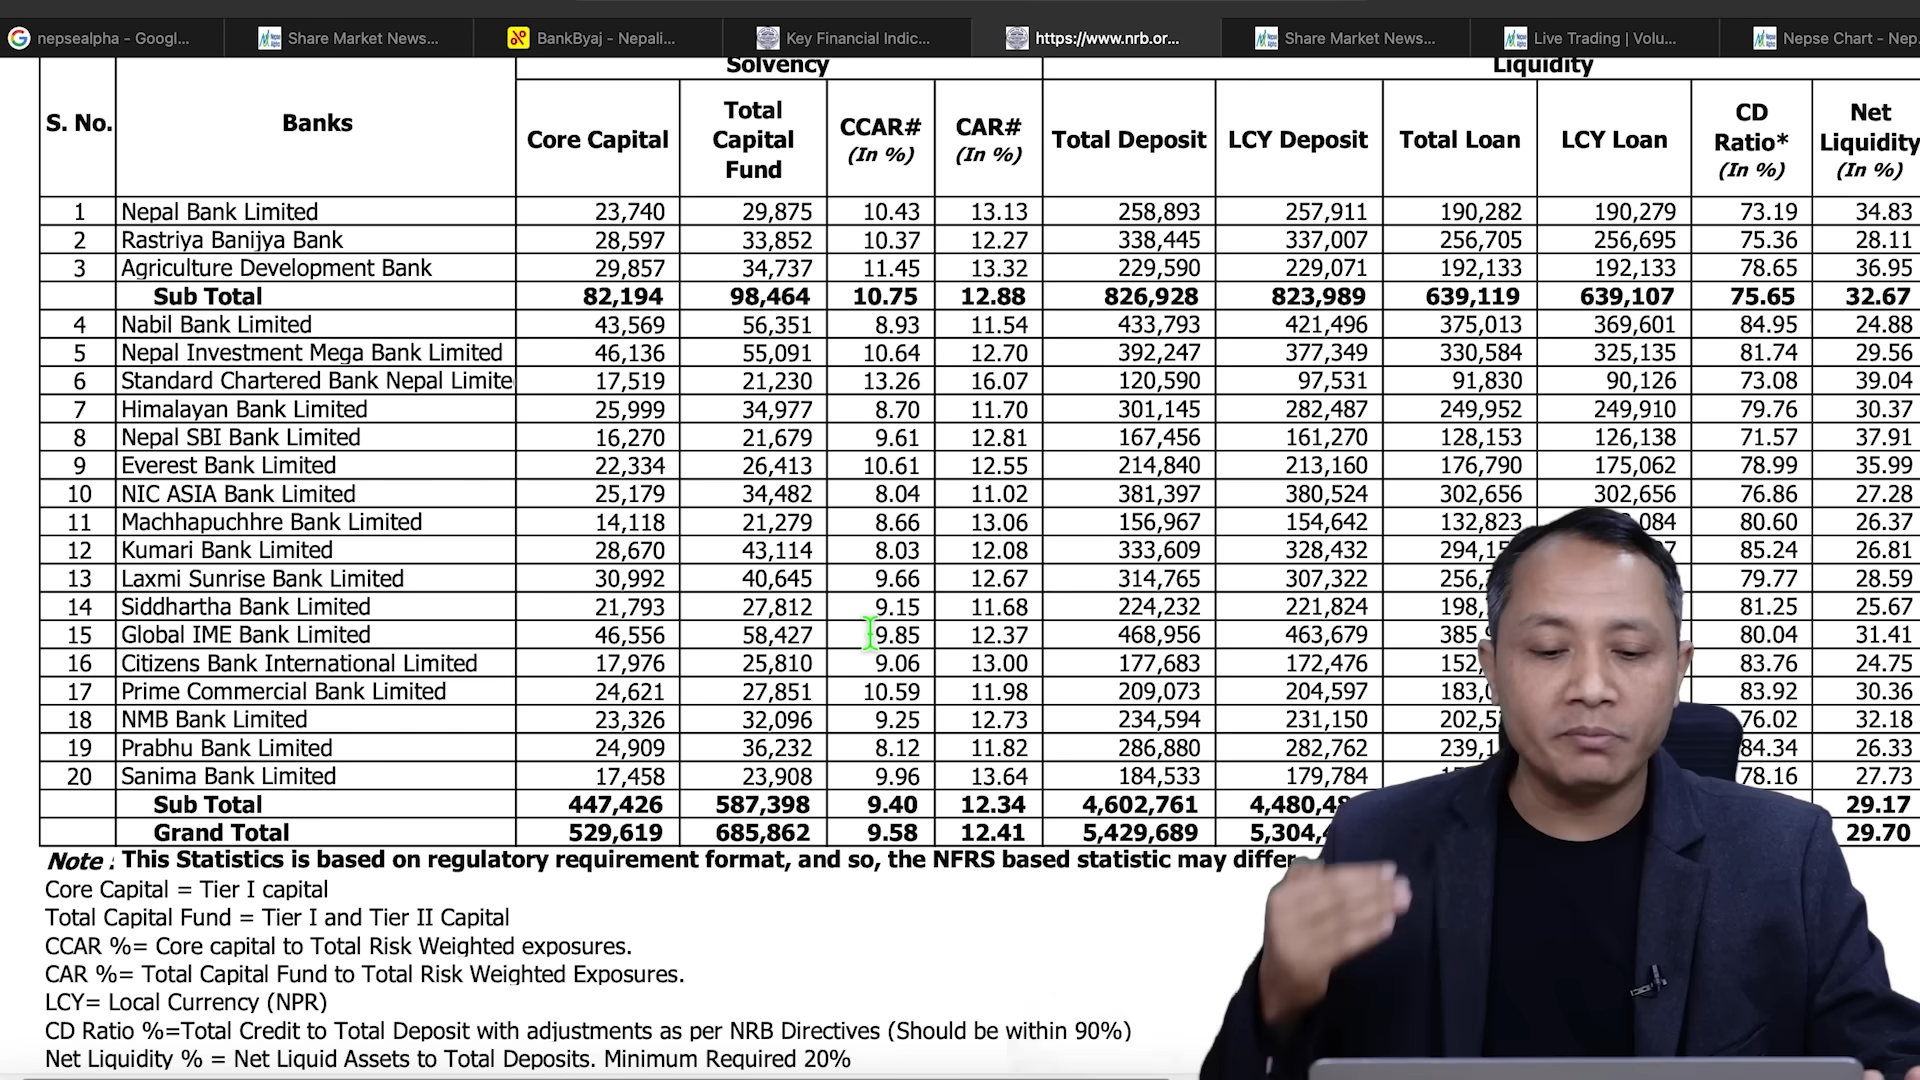 nepsealpha - Googl... Share Market News... BankByaj - Nepali... Key Financial Indic... https://www.nrb.or... Share Market News... Live Trading | Volu... Nepse Chart - Nep
Solvency Liquidity
S. No. Banks Core Capital Total Capital Fund CCAR# (In %) CAR# (In %) Total Deposit LCY Deposit Total Loan LCY Loan CD Ratio* (In %) Net Liquidity (In %)
1 Nepal Bank Limited 23,740 29,875 10.43 13.13 258,893 257,911 190,282 190,279 73.19 34.83
2 Rastriya Banijya Bank 28,597 33,852 10.37 12.27 338,445 337,007 256,705 256,695 75.36 28.11
3 Agriculture Development Bank 29,857 34,737 11.45 13.32 229,590 229,071 192,133 192,133 78.65 36.95
Sub Total 82,194 98,464 10.75 12.88 826,928 823,989 639,119 639,107 75.65 32.67
4 Nabil Bank Limited 43,569 56,351 8.93 11.54 433,793 421,496 375,013 369,601 84.95 24.88
5 Nepal Investment Mega Bank Limited 46,136 55,091 10.64 12.70 392,247 377,349 330,584 325,135 81.74 29.56
6 Standard Chartered Bank Nepal Limite 17,519 21,230 13.26 16.07 120,590 97,531 91,830 90,126 73.08 39.04
7 Himalayan Bank Limited 25,999 34,977 8.70 11.70 301,145 282,487 249,952 249,910 79.76 30.37
8 Nepal SBI Bank Limited 16,270 21,679 9.61 12.81 167,456 161,270 128,153 126,138 71.57 37.91
9 Everest Bank Limited 22,334 26,413 10.61 12.55 214,840 213,160 176,790 175,062 78.99 35.99
10 NIC ASIA Bank Limited 25,179 34,482 8.04 11.02 381,397 380,524 302,656 302,656 76.86 27.28
11 Machhapuchhre Bank Limited 14,118 21,279 8.66 13.06 156,967 154,642 132,823 084 80.60 26.37
12 Kumari Bank Limited 28,670 43,114 8.03 12.08 333,609 328,432 294,1 7 85.24 26.81
13 Laxmi Sunrise Bank Limited 30,992 40,645 9.66 12.67 314,765 307,322 256, 79.77 28.59
14 Siddhartha Bank Limited 21,793 27,812 9.15 11.68 224,232 221,824 198, 81.25 25.67
15 Global IME Bank Limited 46,556 58,427 9.85 12.37 468,956 463,679 385 80.04 31.41
16 Citizens Bank International Limited 17,976 25,810 9.06 13.00 177,683 172,476 152, 83.76 24.75
17 Prime Commercial Bank Limited 24,621 27,851 10.59 11.98 209,073 204,597 183,0 83.92 30.36
18 NMB Bank Limited 23,326 32,096 9.25 12.73 234,594 231,150 202,5 76.02 32.18
19 Prabhu Bank Limited 24,909 36,232 8.12 11.82 286,880 282,762 239,1 84.34 26.33
20 Sanima Bank Limited 17,458 23,908 9.96 13.64 184,533 179,784 78.16 27.73
Sub Total 447,426 587,398 9.40 12.34 4,602,761 4,480,4 29.17
Grand Total 529,619 685,862 9.58 12.41 5,429,689 5,304, 29.70
Note : This Statistics is based on regulatory requirement format, and so, the NFRS based statistic may differ
Core Capital = Tier I capital
Total Capital Fund = Tier I and Tier II Capital
CCAR %= Core capital to Total Risk Weighted exposures.
CAR %= Total Capital Fund to Total Risk Weighted Exposures.
LCY= Local Currency (NPR)
CD Ratio %=Total Credit to Total Deposit with adjustments as per NRB Directives (Should be within 90%)
Net Liquidity % = Net Liquid Assets to Total Deposits. Minimum Required 20%